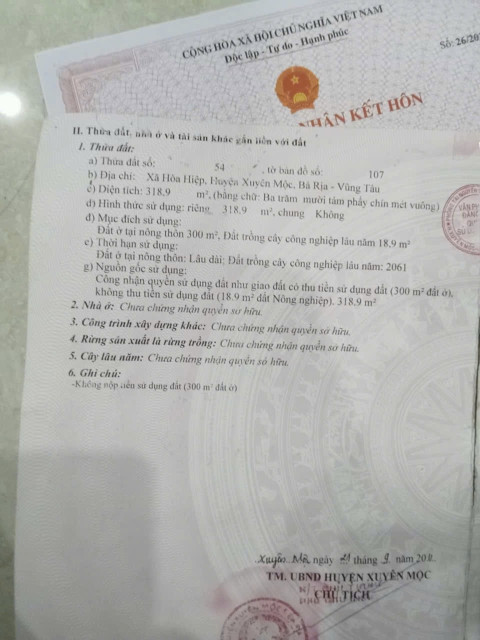 CỘNG HÒA XÃ HỘI CHỦ NGHĨA VIỆT NAM
Độc lập - Tự do - Hạnh phúc
Số: 26/20
NHẬN KẾT HÔN
II. Thửa đất, nhà ở và tài sản khác gắn liền với đất
1. Thửa đất:
a) Thửa đất số: 54 , tờ bản đồ số: 107
b) Địa chỉ: Xã Hòa Hiệp, Huyện Xuyên Mộc, Bà Rịa - Vũng Tàu
c) Diện tích: 318.9 m², (bằng chữ: Ba trăm mười tám phẩy chín mét vuông)
d) Hình thức sử dụng: riêng 318.9 m², chung Không
đ) Mục đích sử dụng:
Đất ở tại nông thôn 300 m², Đất trồng cây công nghiệp lâu năm 18.9 m²
e) Thời hạn sử dụng:
Đất ở tại nông thôn: Lâu dài; Đất trồng cây công nghiệp lâu năm: 2061
g) Nguồn gốc sử dụng:
Công nhận quyền sử dụng đất như giao đất có thu tiền sử dụng đất (300 m² đất ở),
không thu tiền sử dụng đất (18.9 m² đất Nông nghiệp). 318.9 m²
2. Nhà ở: Chưa chứng nhận quyền sở hữu.
3. Công trình xây dựng khác: Chưa chứng nhận quyền sở hữu.
4. Rừng sản xuất là rừng trồng: Chưa chứng nhận quyền sở hữu.
5. Cây lâu năm: Chưa chứng nhận quyền sở hữu.
6. Ghi chú:
-Không nộp tiền sử dụng đất (300 m² đất ở)
Xuyên Mộc, ngày 21 tháng 9 năm 201
TM. UBND HUYỆN XUYÊN MỘC
CHỦ TỊCH